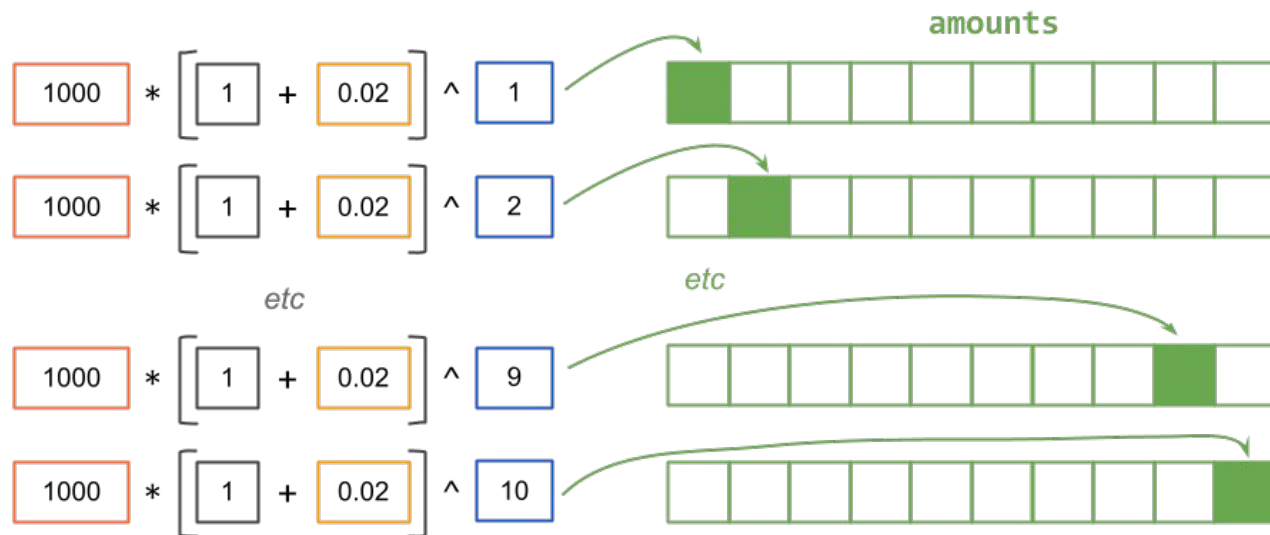 amounts
1000 * [ 1 + 0.02 ] ^ 1
1000 * [ 1 + 0.02 ] ^ 2
etc etc
1000 * [ 1 + 0.02 ] ^ 9
1000 * [ 1 + 0.02 ] ^ 10